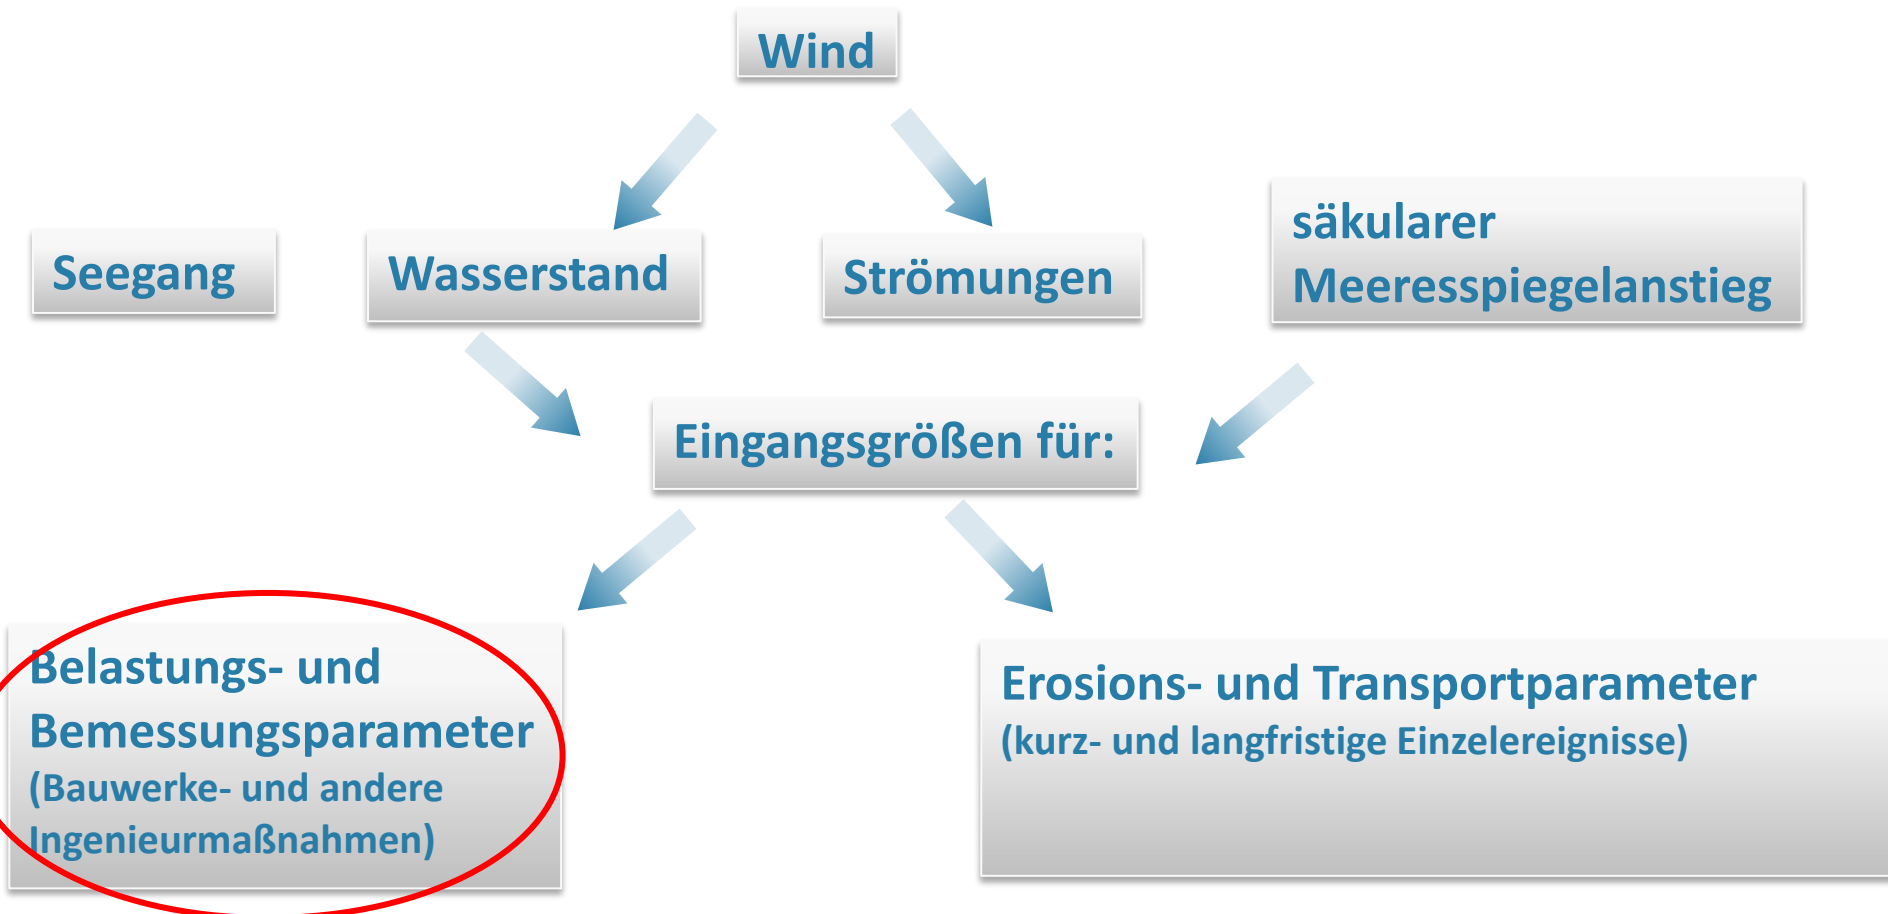 Wind
Seegang
Wasserstand
Strömungen
säkularer
Meeresspiegelanstieg
Eingangsgrößen für:
Belastungs- und
Bemessungsparameter
(Bauwerke- und andere
Ingenieurmaßnahmen)
Erosions- und Transportparameter
(kurz- und langfristige Einzelereignisse)